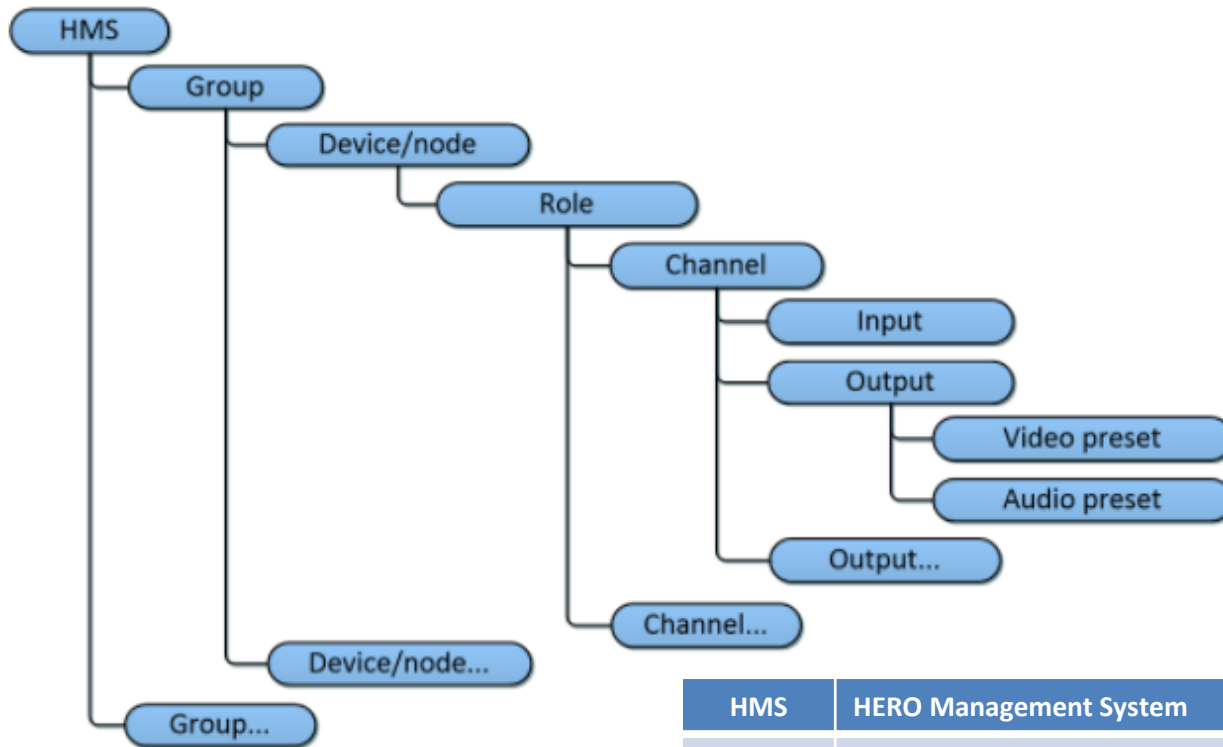 HMS
Group
Device/node
Role
Channel
Input
Output
Video preset
Audio preset
Output...
Channel...
Device/node...
Group...
HMS HERO Management System